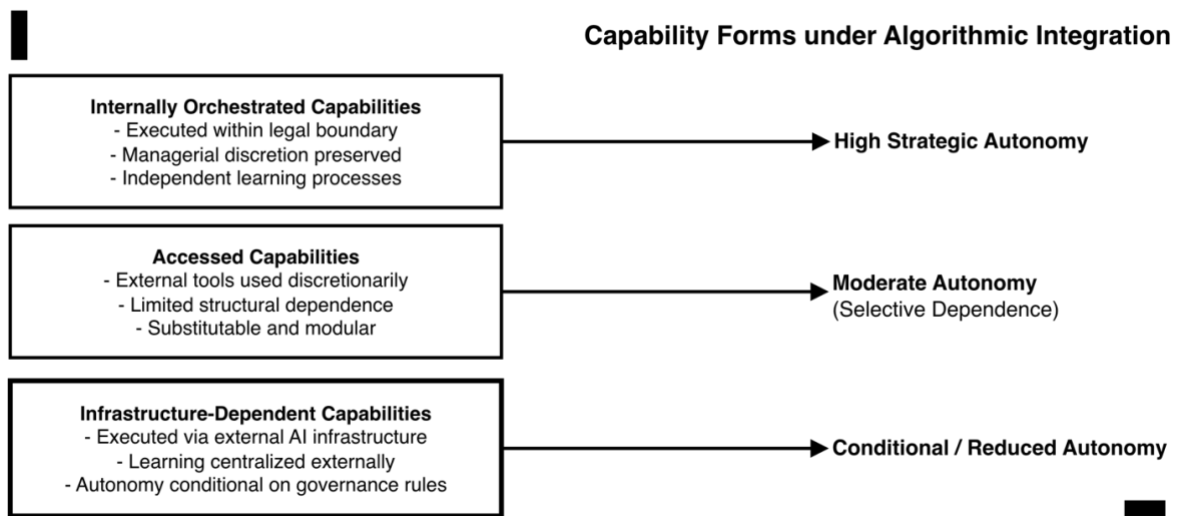 Capability Forms under Algorithmic Integration
Internally Orchestrated Capabilities
- Executed within legal boundary
- Managerial discretion preserved
- Independent learning processes
High Strategic Autonomy
Accessed Capabilities
- External tools used discretionarily
- Limited structural dependence
- Substitutable and modular
Moderate Autonomy
(Selective Dependence)
Infrastructure-Dependent Capabilities
- Executed via external AI infrastructure
- Learning centralized externally
- Autonomy conditional on governance rules
Conditional / Reduced Autonomy